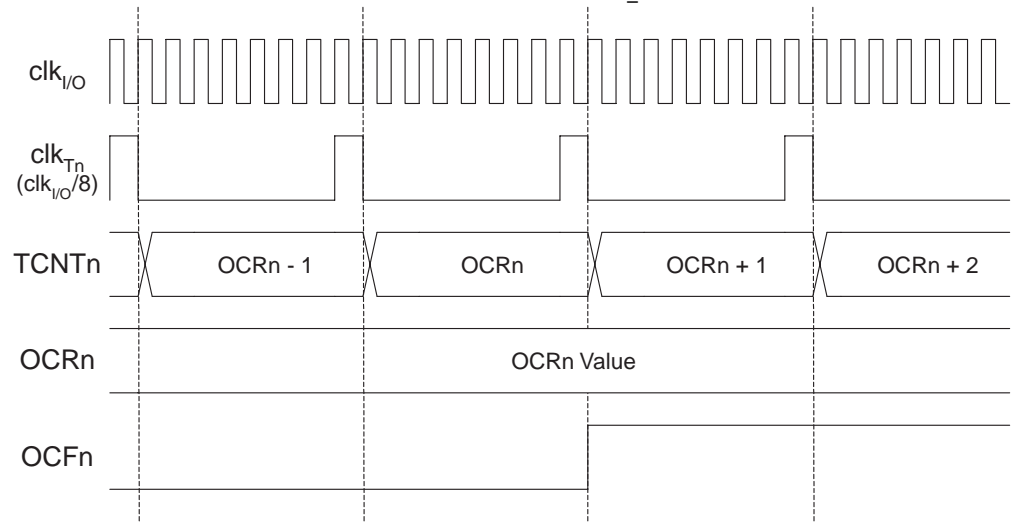 clkI/O
clkTn
(clkI/O/8)
TCNTn
OCRn - 1
OCRn
OCRn + 1
OCRn + 2
OCRn
OCRn Value
OCFn